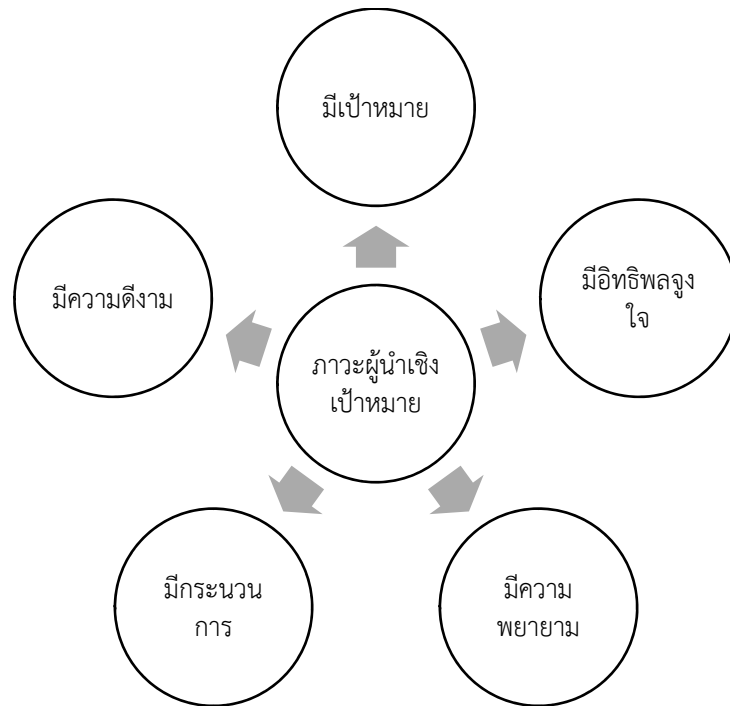 มีเป้าหมาย
มีความดีงาม
มีอิทธิพลจูง
ใจ
ภาวะผู้นำเชิง
เป้าหมาย
มีกระนวน
การ
มีความ
พยายาม